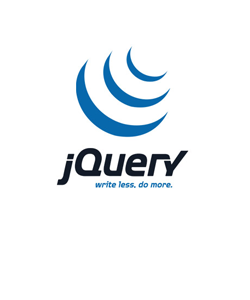 jQuery
write less, do more.